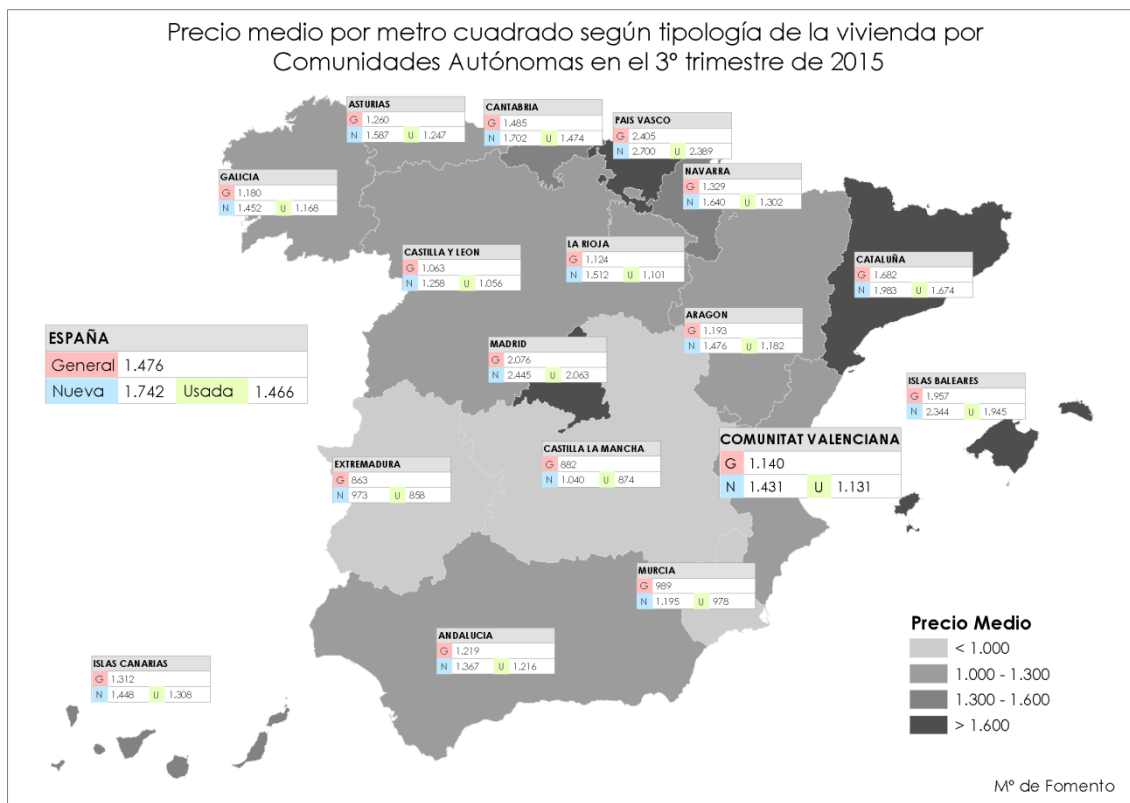 Precio medio por metro cuadrado según tipología de la vivienda por
Comunidades Autónomas en el 3º trimestre de 2015
ASTURIAS
G 1.260
N 1.587 U 1.247
CANTABRIA
G 1.485
N 1.702 U 1.474
PAIS VASCO
G 2.405
N 2.700 U 2.389
NAVARRA
G 1.329
N 1.640 U 1.302
GALICIA
G 1.180
N 1.452 U 1.168
CASTILLA Y LEON
G 1.063
N 1.258 U 1.056
LA RIOJA
G 1.124
N 1.512 U 1.101
CATALUÑA
G 1.682
N 1.983 U 1.674
ARAGON
G 1.193
N 1.476 U 1.182
ESPAÑA
General 1.476
Nueva 1.742 Usada 1.466
MADRID
G 2.076
N 2.445 U 2.063
ISLAS BALEARES
G 1.957
N 2.344 U 1.945
COMUNITAT VALENCIANA
G 1.140
N 1.431 U 1.131
CASTILLA LA MANCHA
G 882
N 1.040 U 874
EXTREMADURA
G 863
N 973 U 858
MURCIA
G 989
N 1.195 U 978
ANDALUCIA
G 1.219
N 1.367 U 1.216
ISLAS CANARIAS
G 1.312
N 1.448 U 1.308
Precio Medio
< 1.000
1.000 - 1.300
1.300 - 1.600
> 1.600
Mº de Fomento